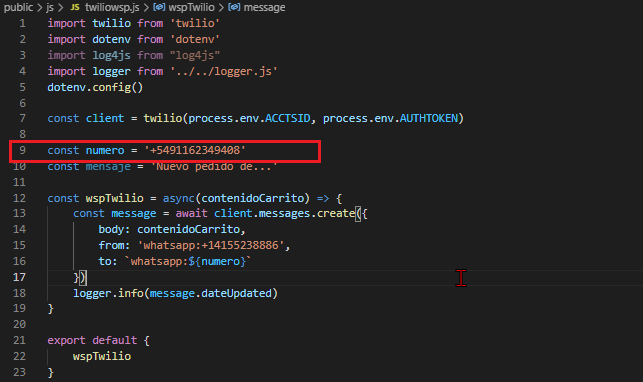 public > js > JS twiliowsp.js > wspTwilio > message
1 import twilio from 'twilio'
2 import dotenv from 'dotenv'
3 import log4js from "log4js"
4 import logger from '../../logger.js'
5 dotenv.config()
6
7 const client = twilio(process.env.ACCTSID, process.env.AUTHTOKEN)
8
9 const numero = '+5491162349408'
10 const mensaje = 'Nuevo pedido de...'
11
12 const wspTwilio = async(contenidoCarrito) => {
13 const message = await client.messages.create({
14 body: contenidoCarrito,
15 from: 'whatsapp:+14155238886',
16 to: `whatsapp:${numero}`
17 })
18 logger.info(message.dateUpdated)
19 }
20
21 export default {
22 wspTwilio
23 }